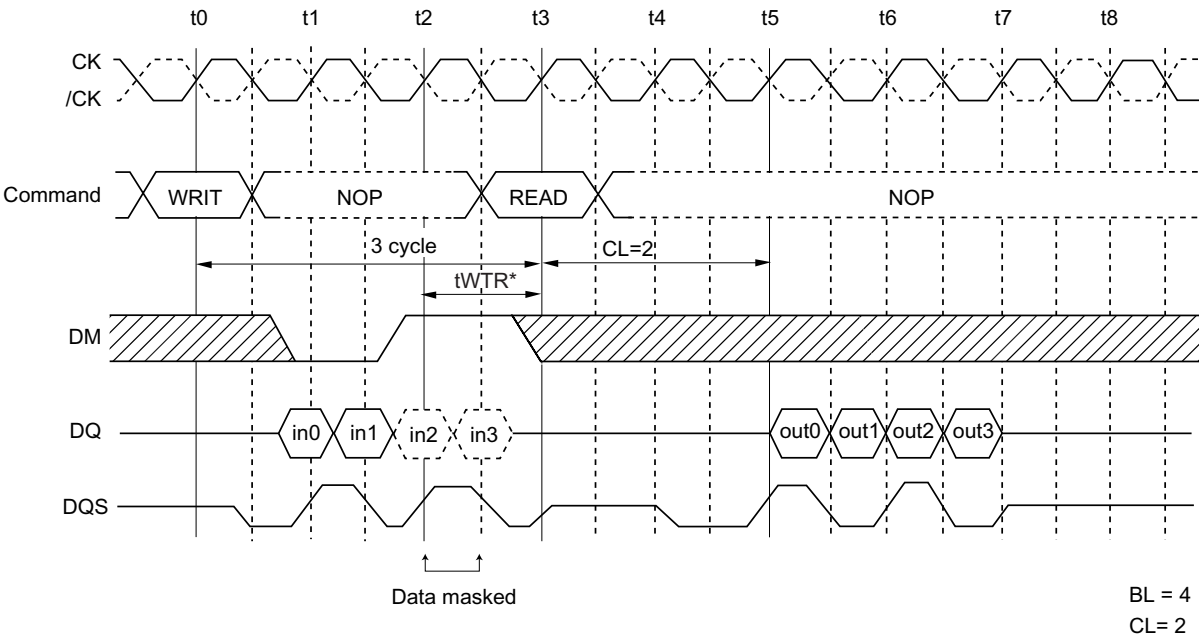 t0 t1 t2 t3 t4 t5 t6 t7 t8
CK
/CK
Command WRIT NOP READ NOP
3 cycle CL=2
tWTR*
DM
DQ in0 in1 in2 in3 out0 out1 out2 out3
DQS
Data masked
BL = 4
CL= 2